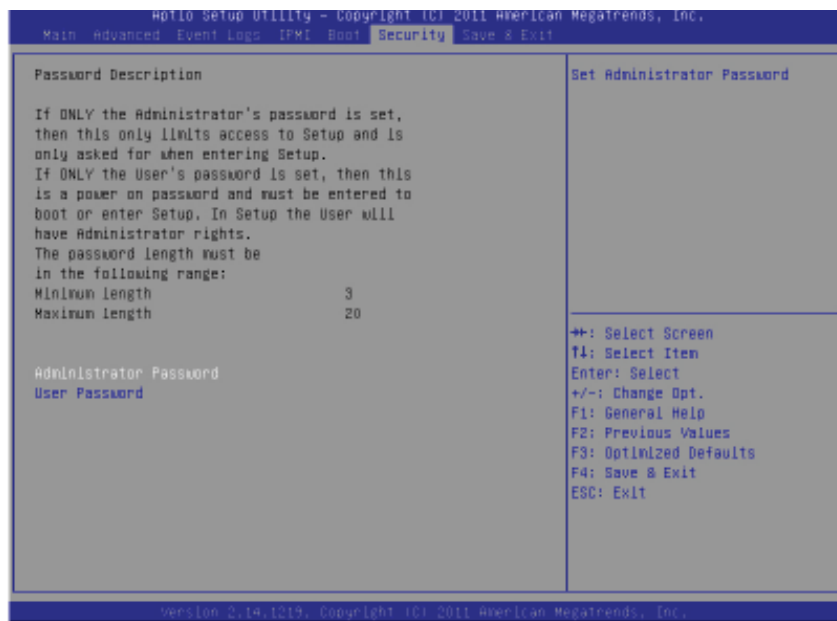 Aptio Setup Utility - Copyright (C) 2011 American Megatrends, Inc.
Main Advanced Event Logs IPMI Boot Security Save & Exit
Password Description
If ONLY the Administrator's password is set,
then this only limits access to Setup and is
only asked for when entering Setup.
If ONLY the User's password is set, then this
is a power on password and must be entered to
boot or enter Setup. In Setup the User will
have Administrator rights.
The password length must be
in the following range:
Minimum length 3
Maximum length 20
Administrator Password
User Password
Set Administrator Password
→←: Select Screen
↑↓: Select Item
Enter: Select
+/-: Change Opt.
F1: General Help
F2: Previous Values
F3: Optimized Defaults
F4: Save & Exit
ESC: Exit
Version 2.14.1219. Copyright (C) 2011 American Megatrends, Inc.